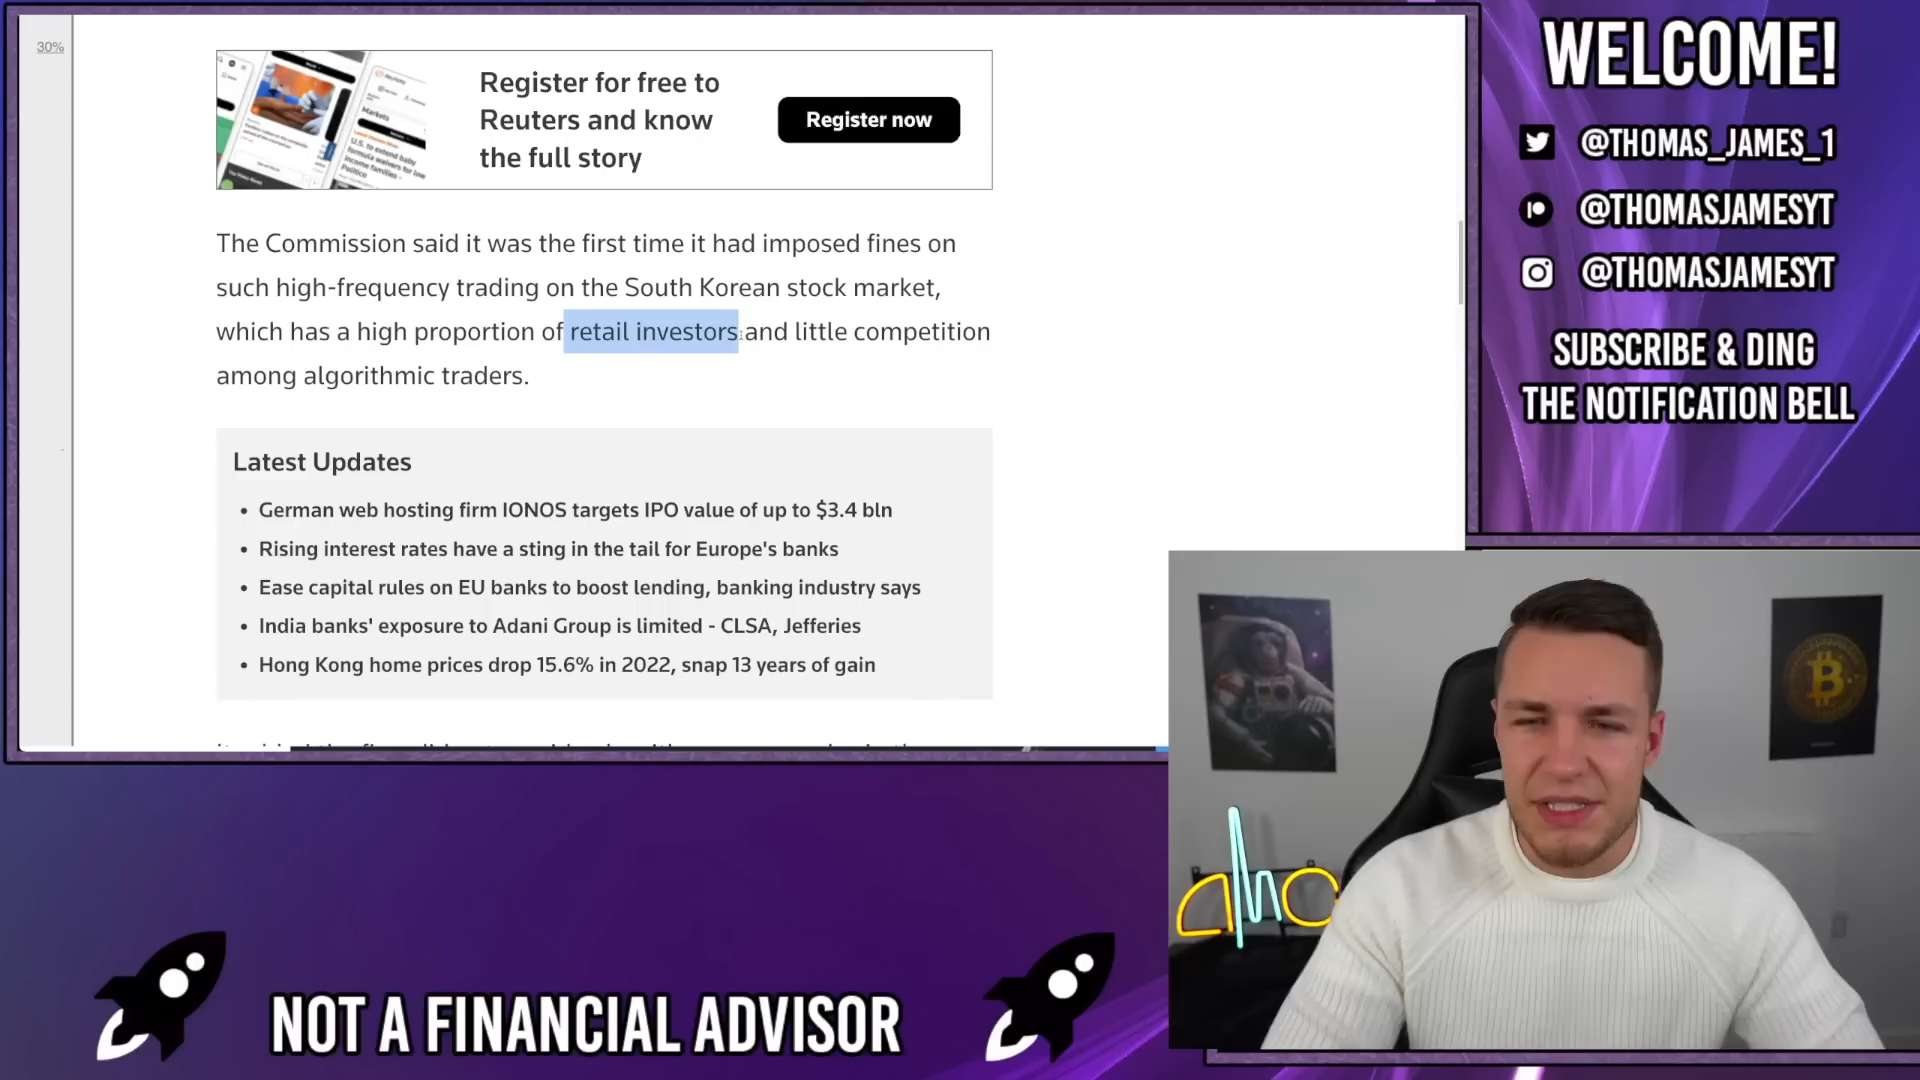 30%
Register for free to
Reuters and know
the full story
Register now
The Commission said it was the first time it had imposed fines on
such high-frequency trading on the South Korean stock market,
which has a high proportion of retail investors and little competition
among algorithmic traders.
Latest Updates
• German web hosting firm IONOS targets IPO value of up to $3.4 bln
• Rising interest rates have a sting in the tail for Europe's banks
• Ease capital rules on EU banks to boost lending, banking industry says
• India banks' exposure to Adani Group is limited - CLSA, Jefferies
• Hong Kong home prices drop 15.6% in 2022, snap 13 years of gain
WELCOME!
@THOMAS_JAMES_1
@THOMASJAMESYT
@THOMASJAMESYT
SUBSCRIBE & DING
THE NOTIFICATION BELL
NOT A FINANCIAL ADVISOR